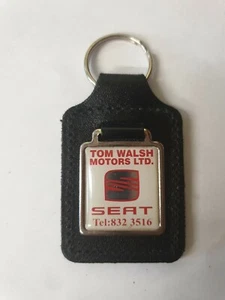 TOM WALSH
MOTORS LTD.
SEAT
Tel:832 3516